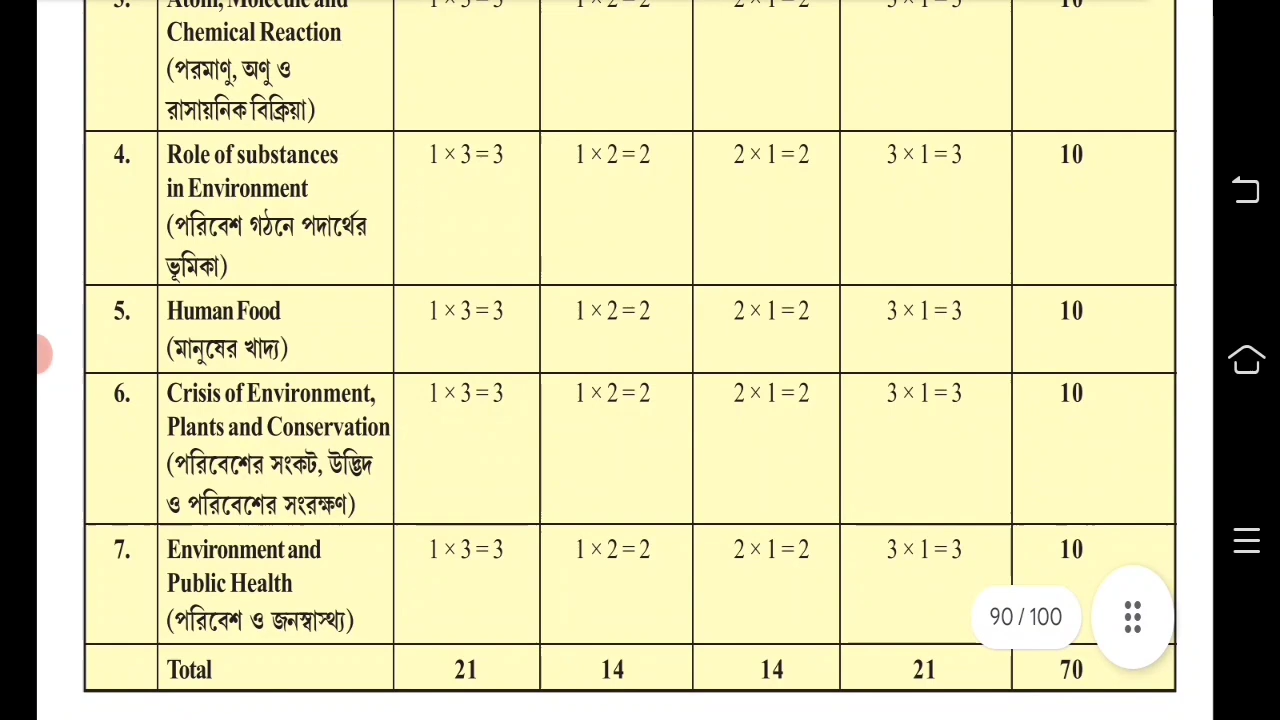 3. Atom, Molecule and 1 × 3 = 3 1 × 2 = 2 2 × 1 = 2 3 × 1 = 3 10
Chemical Reaction
(পরমাণু, অণু ও
রাসায়নিক বিক্রিয়া)
4. Role of substances 1 × 3 = 3 1 × 2 = 2 2 × 1 = 2 3 × 1 = 3 10
in Environment
(পরিবেশ গঠনে পদার্থের
ভূমিকা)
5. Human Food 1 × 3 = 3 1 × 2 = 2 2 × 1 = 2 3 × 1 = 3 10
(মানুষের খাদ্য)
6. Crisis of Environment, 1 × 3 = 3 1 × 2 = 2 2 × 1 = 2 3 × 1 = 3 10
Plants and Conservation
(পরিবেশের সংকট, উদ্ভিদ
ও পরিবেশের সংরক্ষণ)
7. Environment and 1 × 3 = 3 1 × 2 = 2 2 × 1 = 2 3 × 1 = 3 10
Public Health
(পরিবেশ ও জনস্বাস্থ্য)
90 / 100
Total 21 14 14 21 70